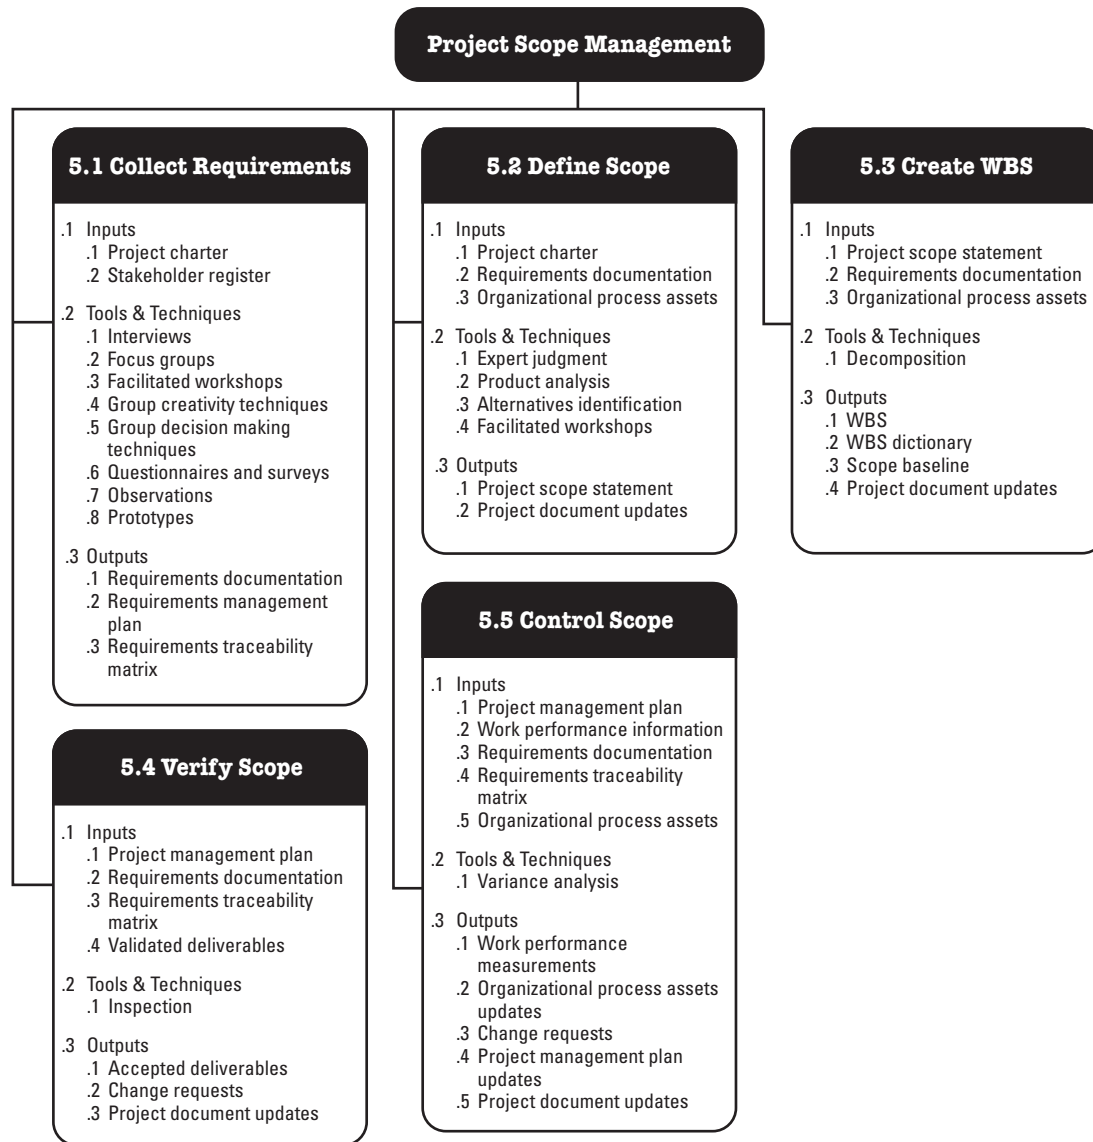 Project Scope Management
5.1 Collect Requirements
.1 Inputs
.1 Project charter
.2 Stakeholder register
.2 Tools & Techniques
.1 Interviews
.2 Focus groups
.3 Facilitated workshops
.4 Group creativity techniques
.5 Group decision making
techniques
.6 Questionnaires and surveys
.7 Observations
.8 Prototypes
.3 Outputs
.1 Requirements documentation
.2 Requirements management
plan
.3 Requirements traceability
matrix
5.2 Define Scope
.1 Inputs
.1 Project charter
.2 Requirements documentation
.3 Organizational process assets
.2 Tools & Techniques
.1 Expert judgment
.2 Product analysis
.3 Alternatives identification
.4 Facilitated workshops
.3 Outputs
.1 Project scope statement
.2 Project document updates
5.3 Create WBS
.1 Inputs
.1 Project scope statement
.2 Requirements documentation
.3 Organizational process assets
.2 Tools & Techniques
.1 Decomposition
.3 Outputs
.1 WBS
.2 WBS dictionary
.3 Scope baseline
.4 Project document updates
5.4 Verify Scope
.1 Inputs
.1 Project management plan
.2 Requirements documentation
.3 Requirements traceability
matrix
.4 Validated deliverables
.2 Tools & Techniques
.1 Inspection
.3 Outputs
.1 Accepted deliverables
.2 Change requests
.3 Project document updates
5.5 Control Scope
.1 Inputs
.1 Project management plan
.2 Work performance information
.3 Requirements documentation
.4 Requirements traceability
matrix
.5 Organizational process assets
.2 Tools & Techniques
.1 Variance analysis
.3 Outputs
.1 Work performance
measurements
.2 Organizational process assets
updates
.3 Change requests
.4 Project management plan
updates
.5 Project document updates